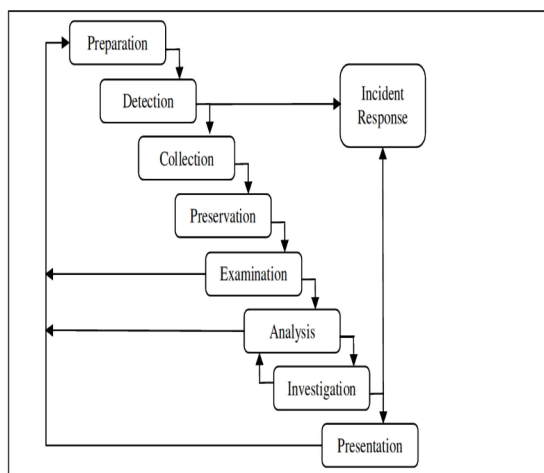 Preparation
Detection
Incident
Response
Collection
Preservation
Examination
Analysis
Investigation
Presentation